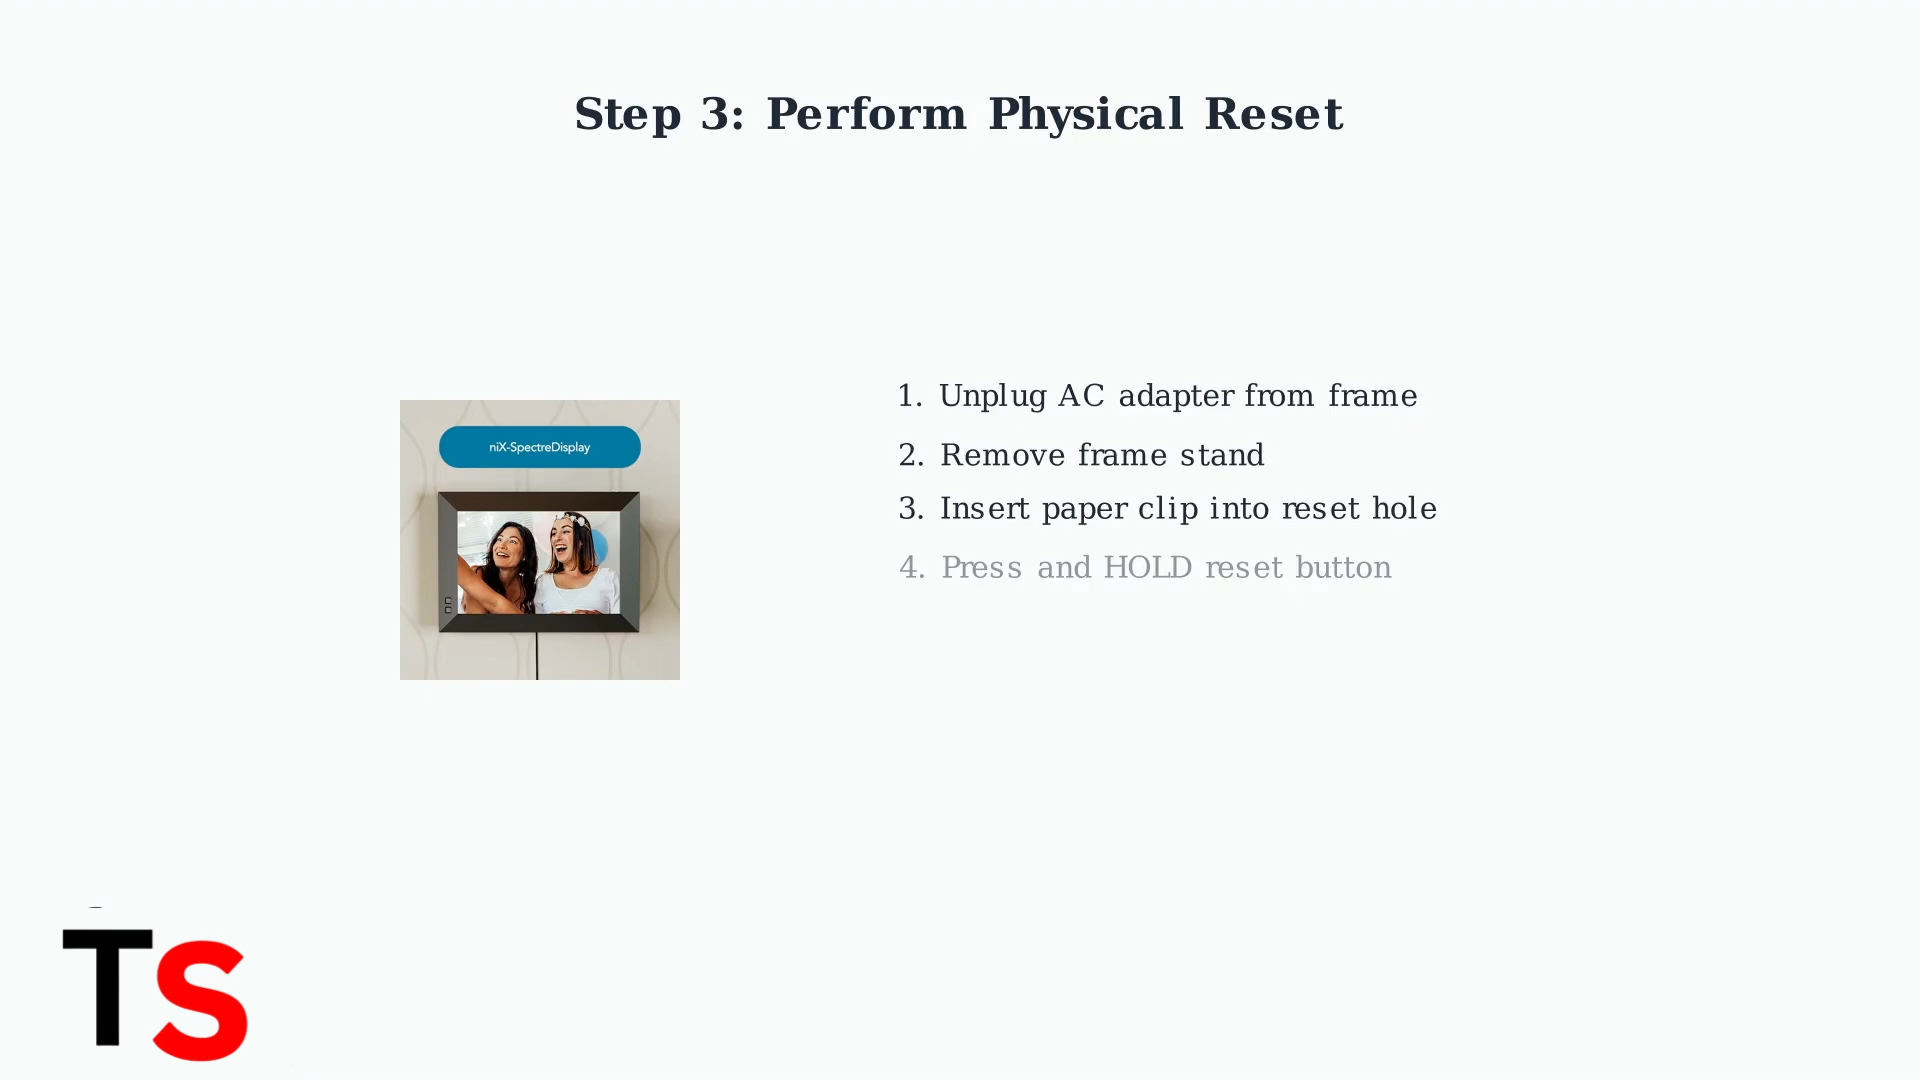 Step 3: Perform Physical Reset
niX-SpectreDisplay
1. Unplug AC adapter from frame
2. Remove frame stand
3. Insert paper clip into reset hole
4. Press and HOLD reset button
TS